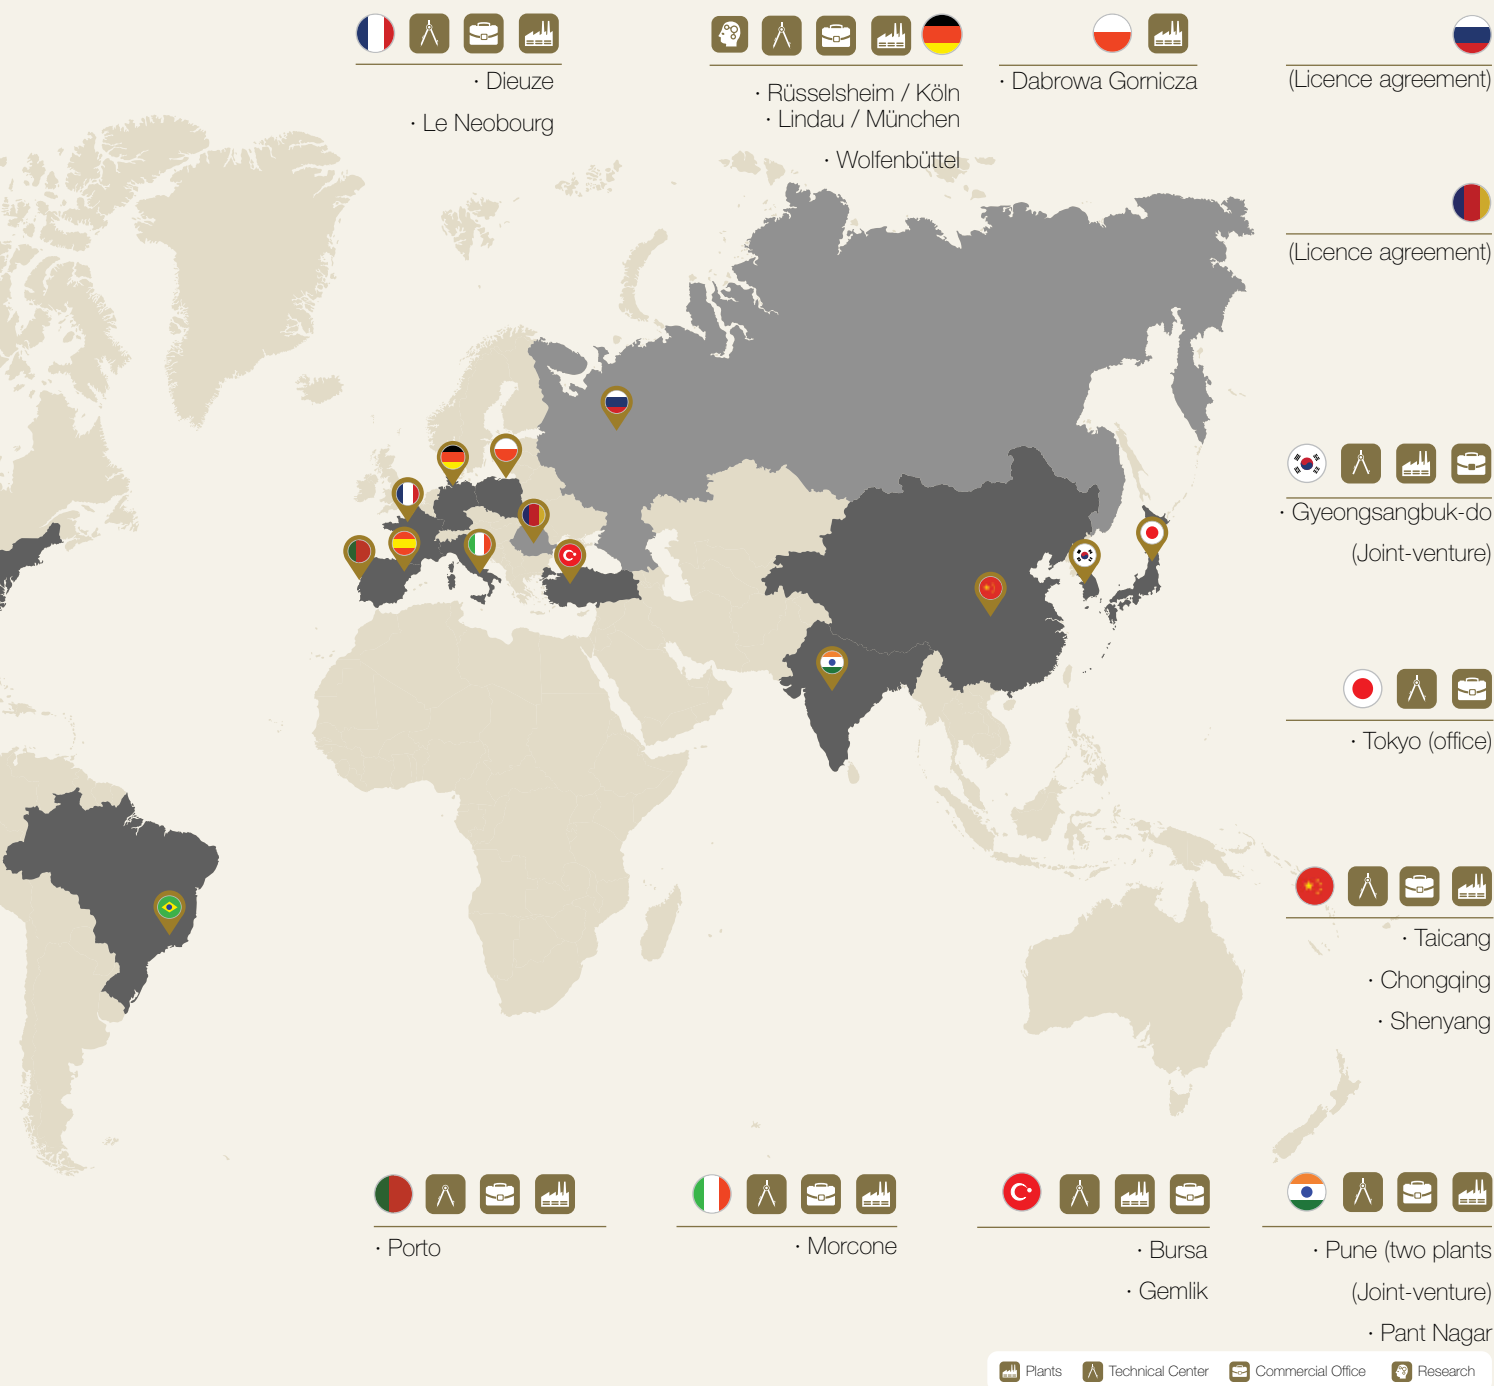 · Dieuze
· Le Neobourg
· Rüsselsheim / Köln
· Lindau / München
· Wolfenbüttel
· Dabrowa Gornicza
(Licence agreement)
(Licence agreement)
· Gyeongsangbuk-do
(Joint-venture)
· Tokyo (office)
· Taicang
· Chongqing
· Shenyang
· Porto
· Morcone
· Bursa
· Gemlik
· Pune (two plants
(Joint-venture)
· Pant Nagar
Plants
Technical Center
Commercial Office
Research